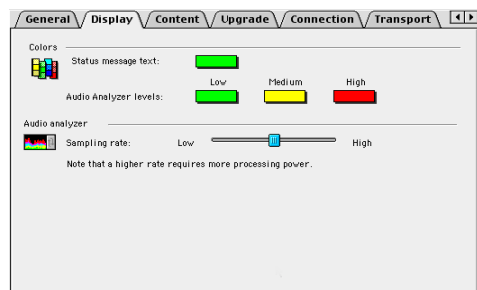 General Display Content Upgrade Connection Transport
Colors
Status message text:
Low Medium High
Audio Analyzer levels:
Audio analyzer
Sampling rate: Low High
Note that a higher rate requires more processing power.